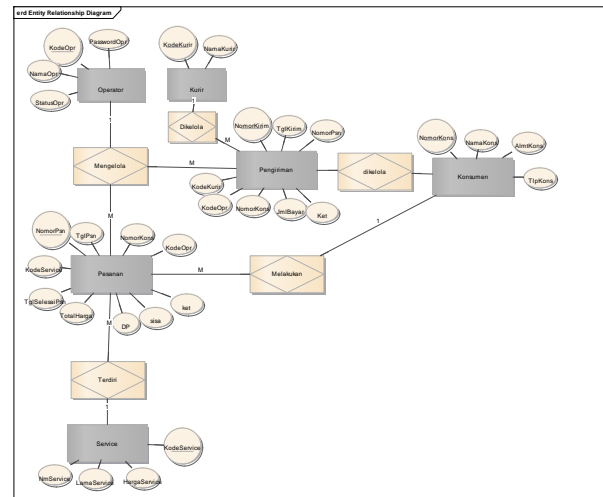 erd Entity Relationship Diagram
KodeOpr
PasswordOpr
NamaOpr
StatusOpr
Operator
KodeKurir
NamaKurir
Kurir
1
Dikelola
M
1
Mengelola
M
M
NomorKirim
TglKirim
NomorPsn
Pengiriman
KodeKurir
KodeOpr
NomorKons
JmlBayar
Ket
dikelola
NomorKons
NamaKons
AlmtKons
TlpKons
Konsumen
1
Melakukan
M
NomorPsn
TglPsn
NomorKons
KodeOpr
KodeService
Pesanan
TglSelesaiPsn
TotalHarga
DP
sisa
ket
M
Terdiri
1
Service
KodeService
NmService
LamaService
HargaService